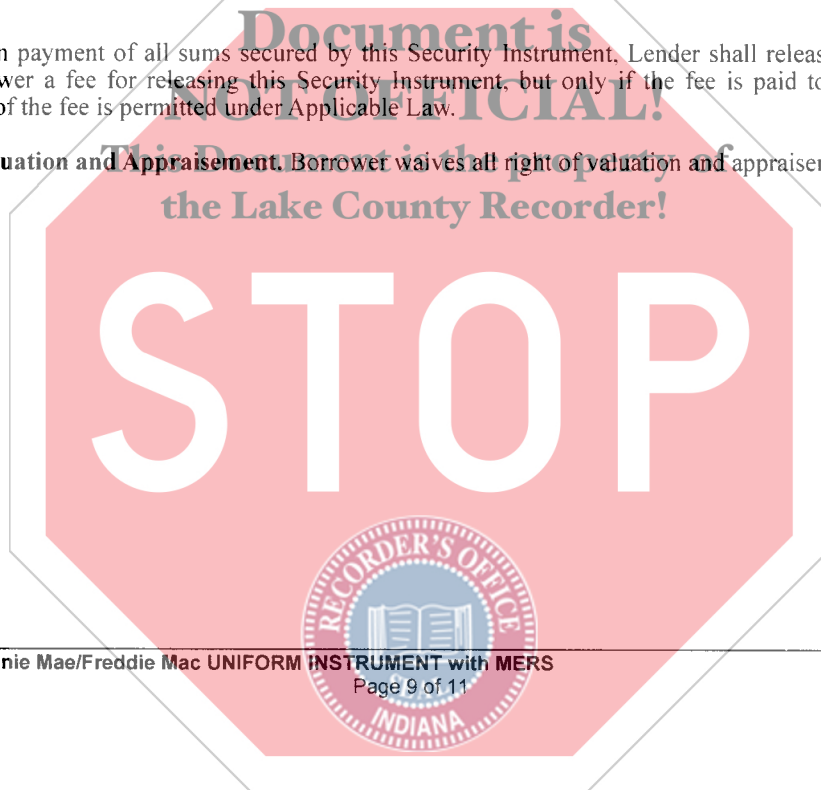 Document is
n payment of all sums secured by this Security Instrument, Lender shall releas
wer a fee for releasing this Security Instrument, but only if the fee is paid to
NOT OFFICIAL!
of the fee is permitted under Applicable Law.
This Document is the property of
uation and Appraisement. Borrower waives all right of valuation and appraisen
the Lake County Recorder!
STOP
RECORDER'S OFFICE
nie Mae/Freddie Mac UNIFORM INSTRUMENT with MERS
Page 9 of 11
INDIANA